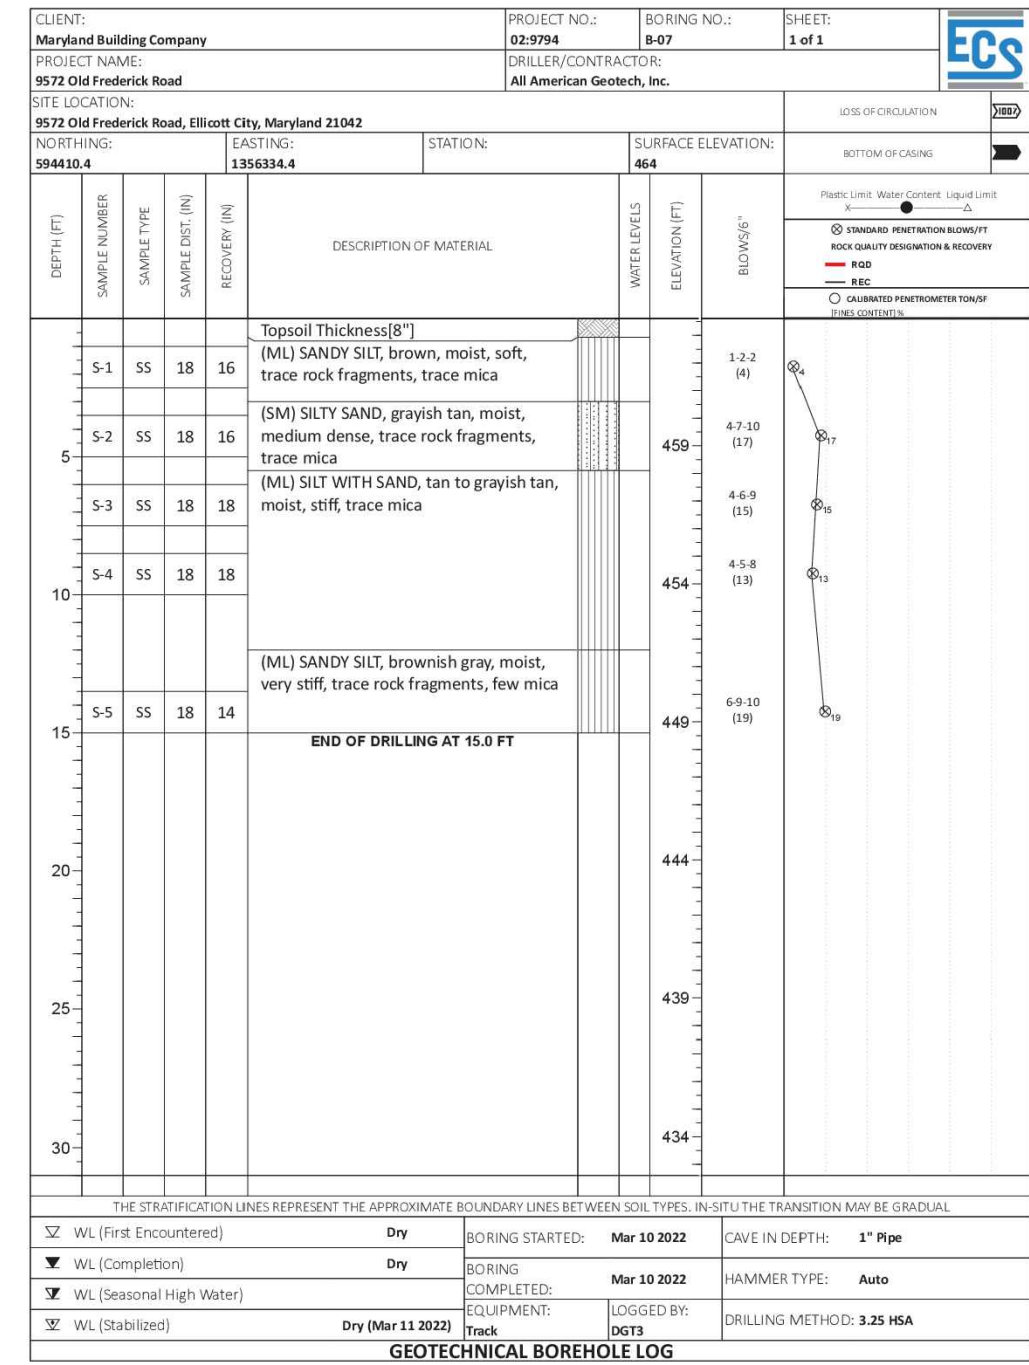 CLIENT:
Maryland Building Company
PROJECT NO.:
02:9794
BORING NO.:
B-07
SHEET:
1 of 1
ECS
PROJECT NAME:
9572 Old Frederick Road
DRILLER/CONTRACTOR:
All American Geotech, Inc.
SITE LOCATION:
9572 Old Frederick Road, Ellicott City, Maryland 21042
LOSS OF CIRCULATION
NORTHING:
594410.4
EASTING:
1356334.4
STATION:
SURFACE ELEVATION:
464
BOTTOM OF CASING
DEPTH (FT)
SAMPLE NUMBER
SAMPLE TYPE
SAMPLE DIST. (IN)
RECOVERY (IN)
DESCRIPTION OF MATERIAL
WATER LEVELS
ELEVATION (FT)
BLOWS/6"
Plastic Limit Water Content Liquid Limit
STANDARD PENETRATION BLOWS/FT
ROCK QUALITY DESIGNATION & RECOVERY
RQD
REC
CALIBRATED PENETROMETER TON/SF
[FINES CONTENT] %
Topsoil Thickness[8"]
S-1 SS 18 16
(ML) SANDY SILT, brown, moist, soft,
trace rock fragments, trace mica
1-2-2
(4)
4
S-2 SS 18 16
(SM) SILTY SAND, grayish tan, moist,
medium dense, trace rock fragments,
trace mica
459
4-7-10
(17)
17
5
S-3 SS 18 18
(ML) SILT WITH SAND, tan to grayish tan,
moist, stiff, trace mica
4-6-9
(15)
15
S-4 SS 18 18
454
4-5-8
(13)
13
10
(ML) SANDY SILT, brownish gray, moist,
very stiff, trace rock fragments, few mica
S-5 SS 18 14
449
6-9-10
(19)
19
15
END OF DRILLING AT 15.0 FT
20
444
25
439
30
434
THE STRATIFICATION LINES REPRESENT THE APPROXIMATE BOUNDARY LINES BETWEEN SOIL TYPES. IN-SITU THE TRANSITION MAY BE GRADUAL
WL (First Encountered) Dry
BORING STARTED: Mar 10 2022
CAVE IN DEPTH: 1" Pipe
WL (Completion) Dry
BORING
COMPLETED:
Mar 10 2022
HAMMER TYPE: Auto
WL (Seasonal High Water)
EQUIPMENT:
Track
LOGGED BY:
DGT3
DRILLING METHOD: 3.25 HSA
WL (Stabilized) Dry (Mar 11 2022)
GEOTECHNICAL BOREHOLE LOG